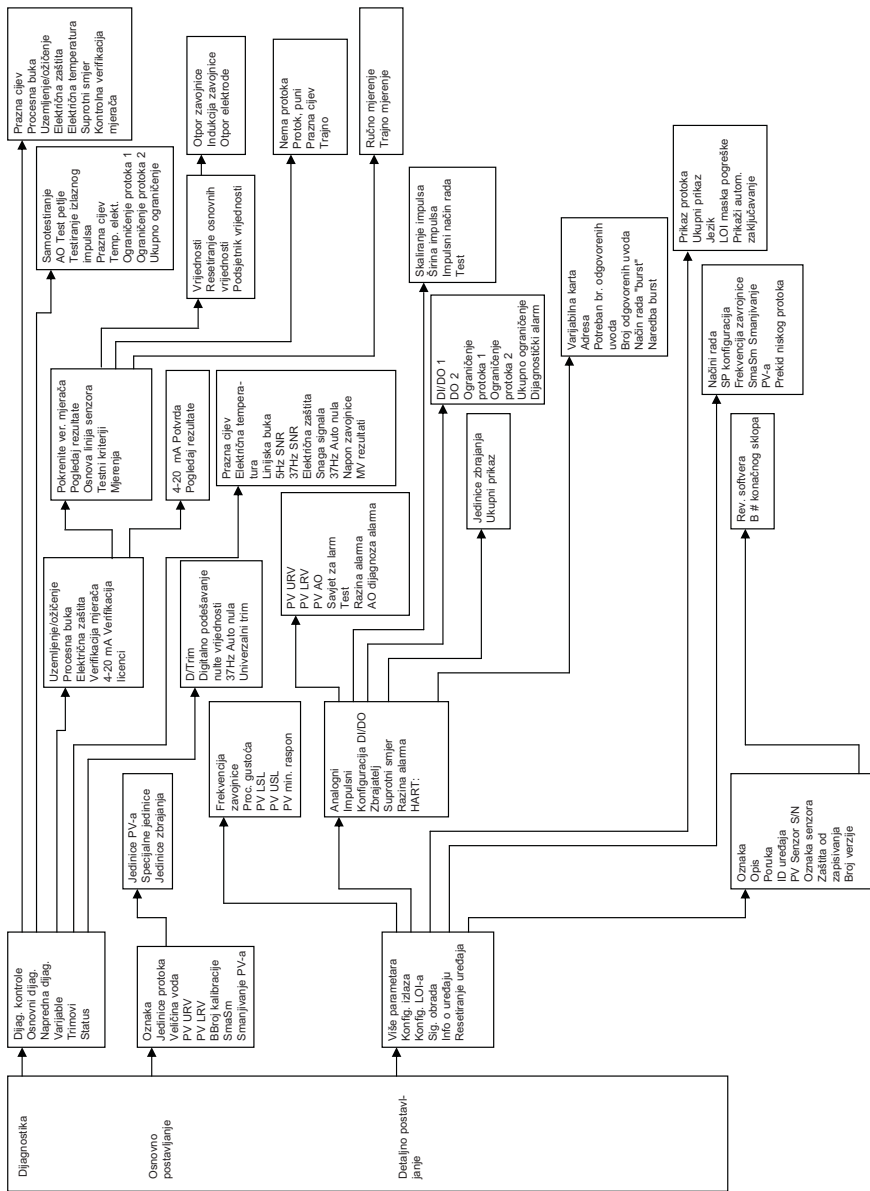 Dijagnostika
Osnovno
postavljanje
Detaljno postavl-
janje
Dijag. kontrole
Osnovni dijag.
Napredna dijag.
Varijable
Trimovi
Status
Oznaka
Jedinice protoka
Veličina voda
PV URV
PV LRV
BBroj kalibracije
SmaSm
Smanjivanje PV-a
Više parametara
Konfig. izlaza
Konfig. LOI-a
Sig. obrada
Info o uređaju
Resetiranje uređaja
Jedinice PV-a
Specijalne jedinice
Jedinice zbrajanja
Frekvencija
zavojnice
Proc. gustoća
PV LSL
PV USL
PV min. raspon
Analogni
Impulsni
Konfiguracija DI/DO
Zbrajatelj
Suprotni smjer
Razina alarma
HART:
Oznaka
Opis
Poruka
ID uređaja
PV Senzor S/N
Oznaka senzora
Zaštita od
zapisivanja
Broj verzije
Uzemljenje/ožičenje
Procesna buka
Električna zaštita
Verifikacija mjerača
4-20 mA Verifikacija
licenci
D/Trim
Digitalno podešavanje
nulte vrijednosti
37Hz Auto nula
Univerzalni trim
PV URV
PV LRV
PV AO
Savjet za larm
Test
Razina alarma
AO dijagnoza alarma
Pokrenite ver. mjerača
Pogledaj rezultate
Osnova linija senzora
Testni kriteriji
Mjerenja
4-20 mA Potvrda
Pogledaj rezultate
Prazna cijev
Električna tempera-
tura
Linijska buka
5Hz SNR
37Hz SNR
Električna zaštita
Snaga signala
37Hz Auto nula
Napon zavojnice
MV rezultati
Jedinice zbrajanja
Ukupni prikaz
Rev. softvera
B # konačnog sklopa
Samotestiranje
AO Test petlje
Testiranje izlaznog
impulsa
Prazna cijev
Temp. elekt.
Ograničenje protoka 1
Ograničenje protoka 2
Ukupno ograničenje
Vrijednosti
Resetiranje osnovnih
vrijednosti
Podsjetnik vrijednosti
DI/DO 1
DO 2
Ograničenje
protoka 1
Ograničenje
protoka 2
Ukupno ograničenje
Dijagnostički alarm
Skaliranje impulsa
Širina impulsa
Impulsni način rada
Test
Varijabilna karta
Adresa
Potreban br. odgovorenih
uvoda
Broj odgovorenih uvoda
Način rada "burst"
Naredba burst
Načini rada
SP konfiguracija
Frekvencija zavrojnice
SmaSm Smanjivanje
PV-a
Prekid niskog protoka
Prazna cijev
Procesna buka
Uzemljenje/ožičenje
Električna zaštita
Električna temperatura
Suprotni smjer
Kontrolna verifikacija
mjerača
Otpor zavojnice
Indukcija zavojnice
Otpor elektrode
Nema protoka
Protok, puni
Prazna cijev
Trajno
Ručno mjerenje
Trajno mjerenje
Prikaz protoka
Ukupni prikaz
Jezik
LOI maska pogreške
Prikaži autom.
zaključavanje